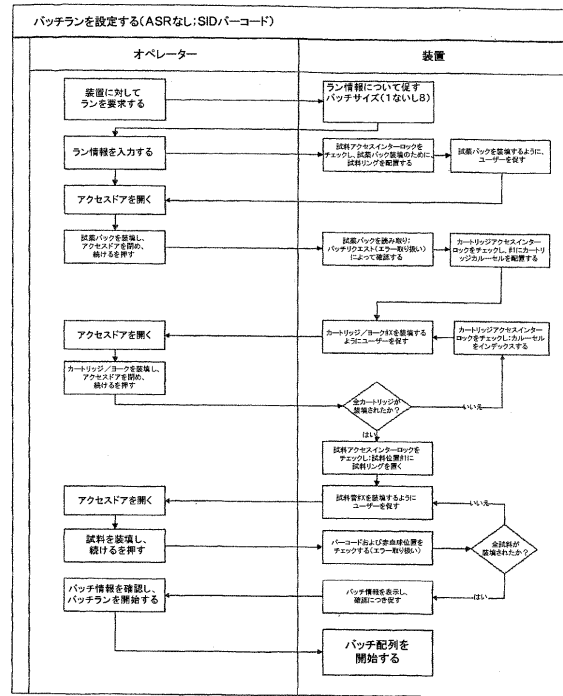 バッチランを設定する(ASRなし;SIDバーコード)
オペレーター
装置
装置に対して
ランを要求する
ラン情報について促す
バッチサイズ(1ないし8)
ラン情報を入力する
試料アクセスインターロックを
チェックし、試薬パック装填のために、
試料リングを配置する
試薬パックを装填するように、
ユーザーを促す
アクセスドアを開く
試薬パックを装填し、
アクセスドアを閉め、
続けるを押す
試薬パックを読み取り;
バッチリクエスト(エラー取り扱い)
によって確認する
カートリッジアクセスインター
ロックをチェックし、#1にカートリ
ッジカルーセルを配置する
アクセスドアを開く
カートリッジ/ヨーク#Xを装填する
ようにユーザーを促す
カートリッジアクセスインター
ロックをチェックし;カルーセル
をインデックスする
カートリッジ/ヨークを装填し、
アクセスドアを閉め、
続けるを押す
全カートリッジが
装填されたか?
いいえ
はい
試料アクセスインターロックを
チェックし;試料位置#1に
試料リングを置く
アクセスドアを開く
試料管#Xを装填するように
ユーザーを促す
いいえ
試料を装填し、
続けるを押す
バーコードおよび赤血球位置を
チェックする(エラー取り扱い)
全試料が
装填されたか?
バッチ情報を確認し、
バッチランを開始する
バッチ情報を表示し、
確認につき促す
はい
バッチ配列を
開始する